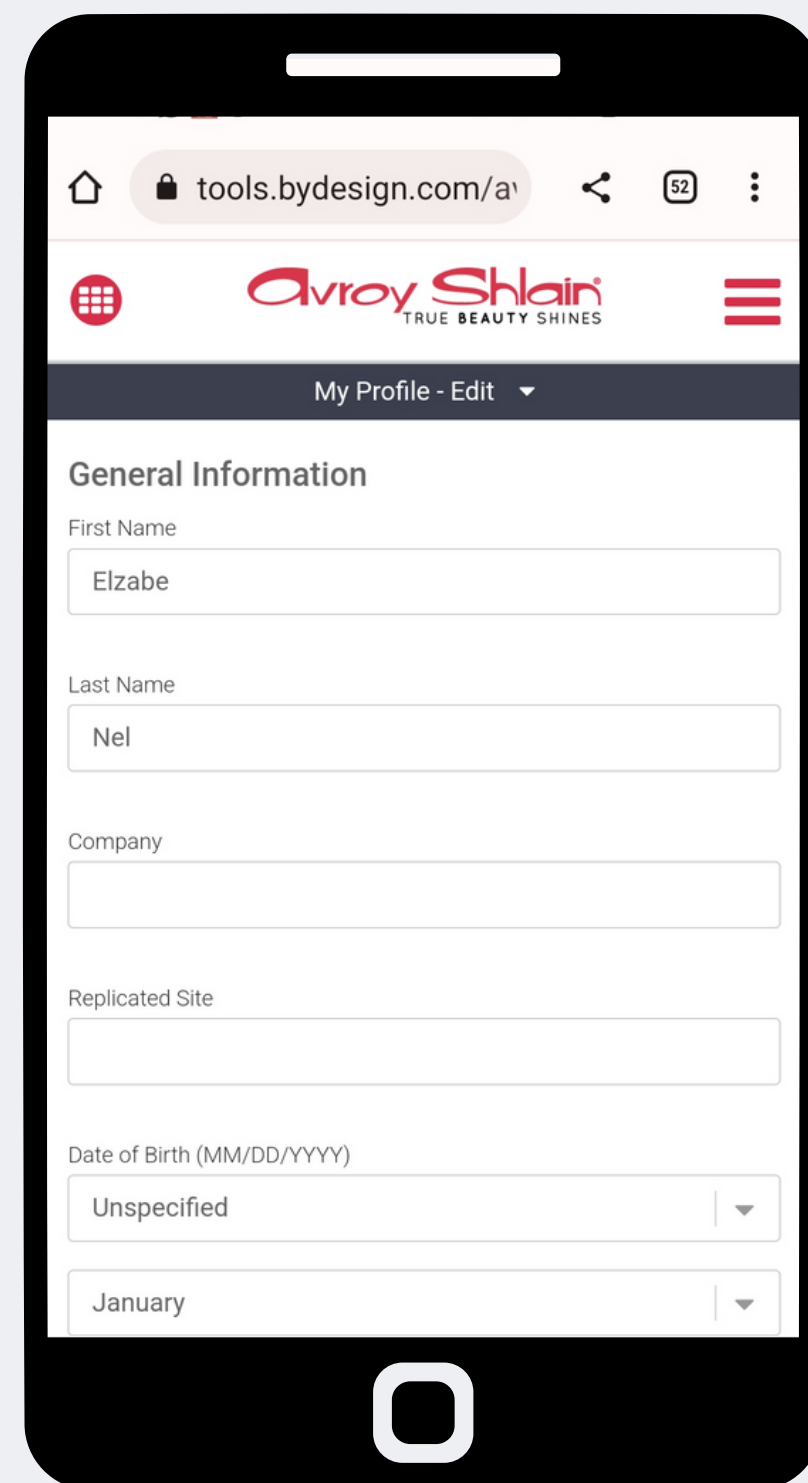 tools.bydesign.com/a
52
avroy Shlain
TRUE BEAUTY SHINES
My Profile - Edit
General Information
First Name
Elzabe
Last Name
Nel
Company
Replicated Site
Date of Birth (MM/DD/YYYY)
Unspecified
January